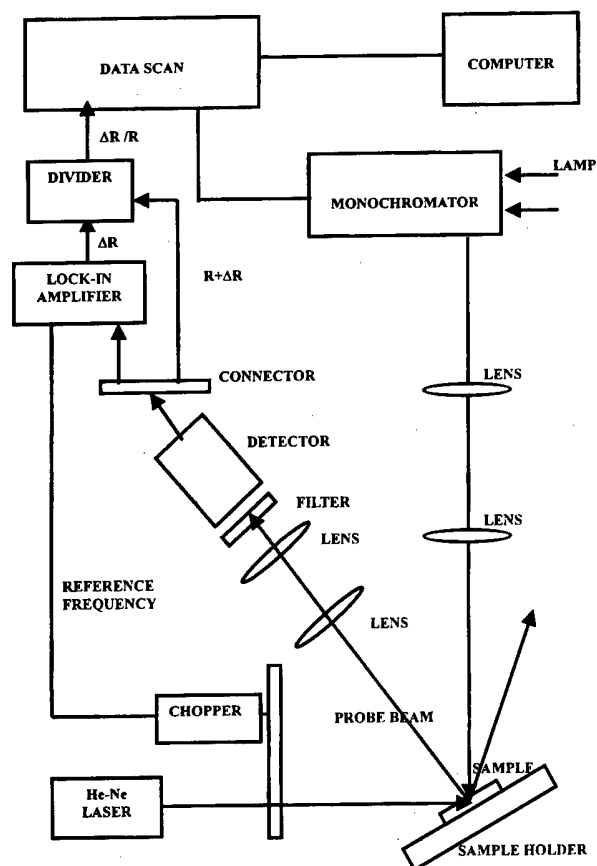 DATA SCAN
COMPUTER
ΔR /R
DIVIDER
LAMP
MONOCHROMATOR
ΔR
LOCK-IN
AMPLIFIER
R+ΔR
CONNECTOR
LENS
DETECTOR
FILTER
LENS
LENS
REFERENCE
FREQUENCY
LENS
CHOPPER
PROBE BEAM
SAMPLE
He-Ne
LASER
SAMPLE HOLDER